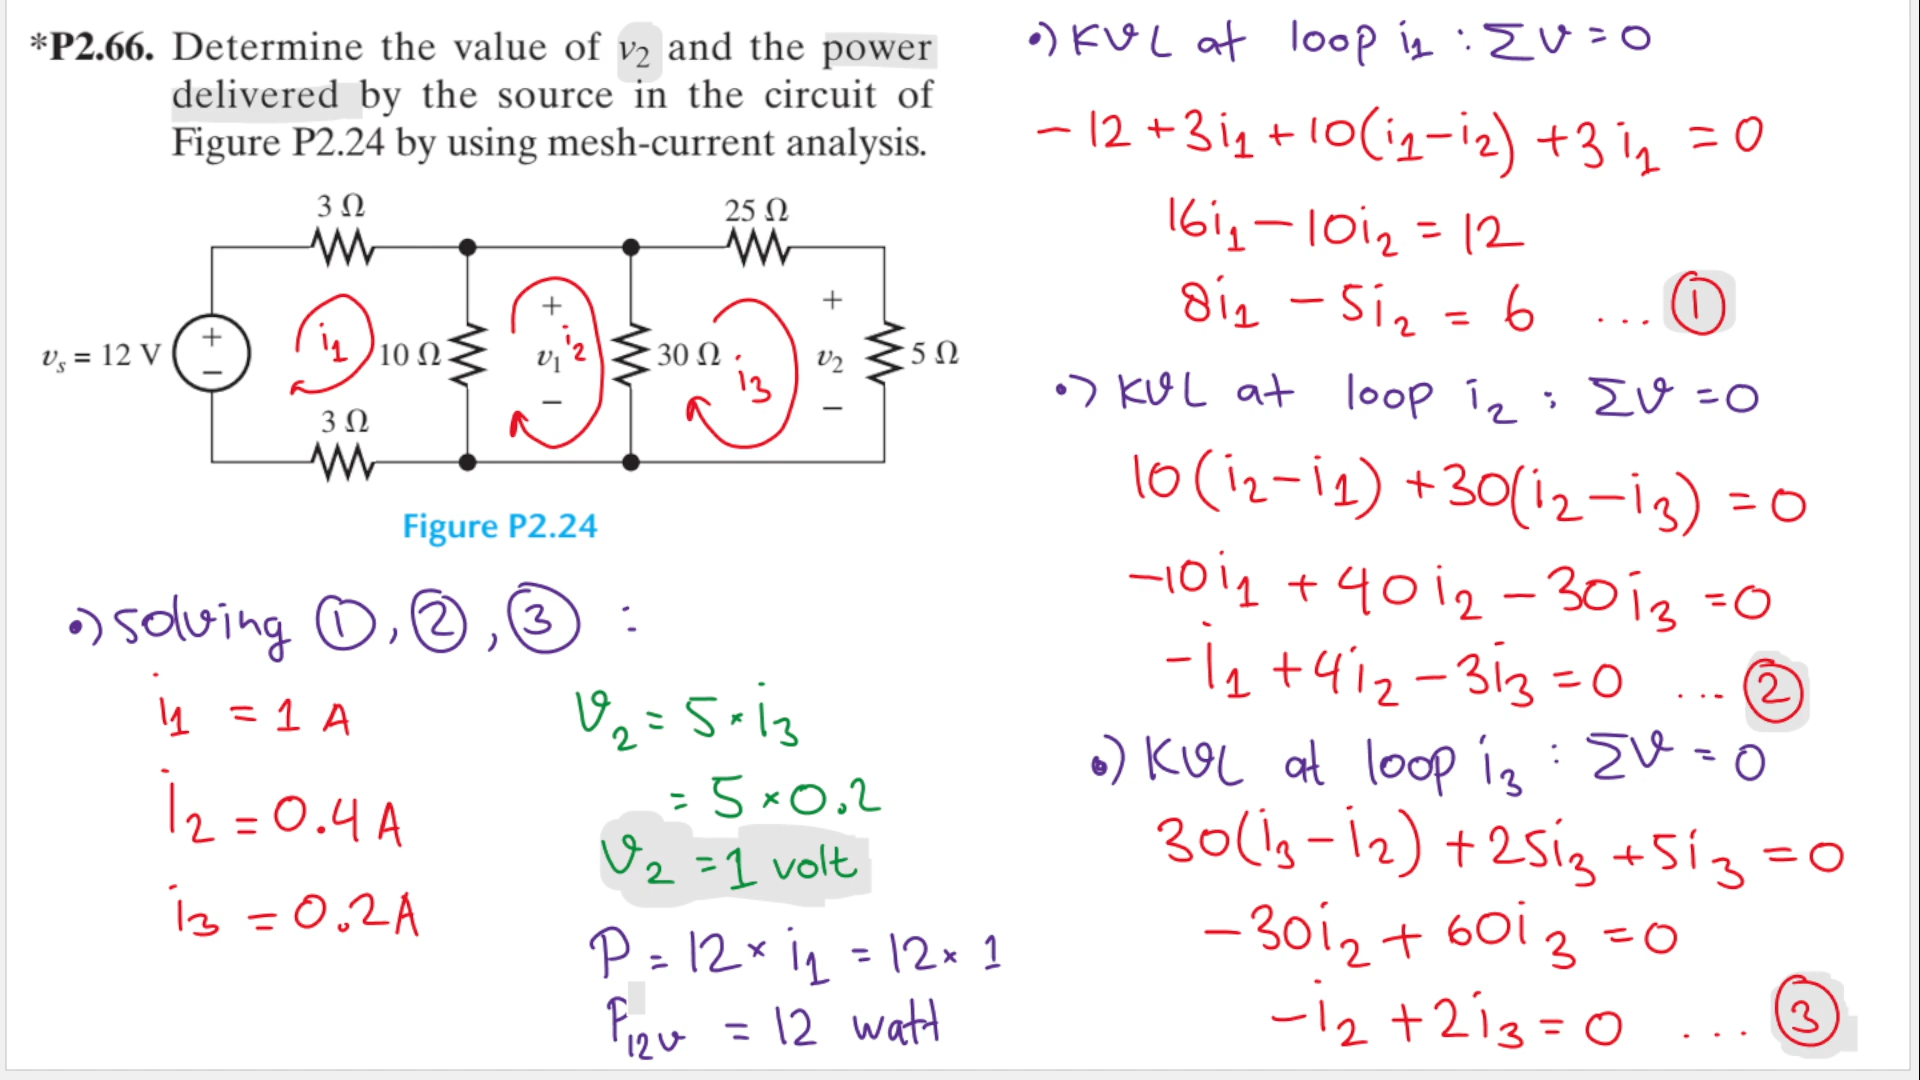 *P2.66. Determine the value of v₂ and the power
delivered by the source in the circuit of
Figure P2.24 by using mesh-current analysis.
3 Ω
25 Ω
vₛ = 12 V
+
−
i₁
10 Ω
+
v₁
−
i₂
30 Ω
i₃
+
v₂
−
5 Ω
3 Ω
Figure P2.24
•) solving ①, ②, ③ :
i₁ = 1 A
i₂ = 0.4 A
i₃ = 0.2A
v₂ = 5 × i₃
= 5 × 0.2
v₂ = 1 volt
P = 12 × i₁ = 12 × 1
P₁₂ᵥ = 12 watt
•) KVL at loop i₁ : Σv = 0
−12 + 3i₁ + 10(i₁−i₂) + 3i₁ = 0
16i₁ − 10i₂ = 12
8i₁ − 5i₂ = 6 ... ①
•) KVL at loop i₂ : Σv = 0
10(i₂−i₁) + 30(i₂−i₃) = 0
−10i₁ + 40i₂ − 30i₃ = 0
−i₁ + 4i₂ − 3i₃ = 0 ... ②
•) KVL at loop i₃ : Σv = 0
30(i₃−i₂) + 25i₃ + 5i₃ = 0
−30i₂ + 60i₃ = 0
−i₂ + 2i₃ = 0 ... ③